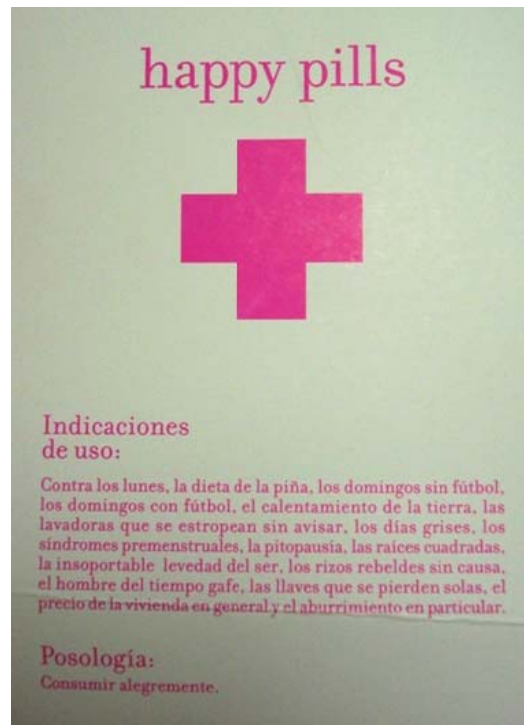 happy pills
Indicaciones
de uso:
Contra los lunes, la dieta de la piña, los domingos sin fútbol,
los domingos con fútbol, el calentamiento de la tierra, las
lavadoras que se estropean sin avisar, los días grises, los
síndromes premenstruales, la pitopausia, las raíces cuadradas,
la insoportable levedad del ser, los rizos rebeldes sin causa,
el hombre del tiempo gafe, las llaves que se pierden solas, el
precio de la vivienda en general y el aburrimiento en particular.
Posología:
Consumir alegremente.